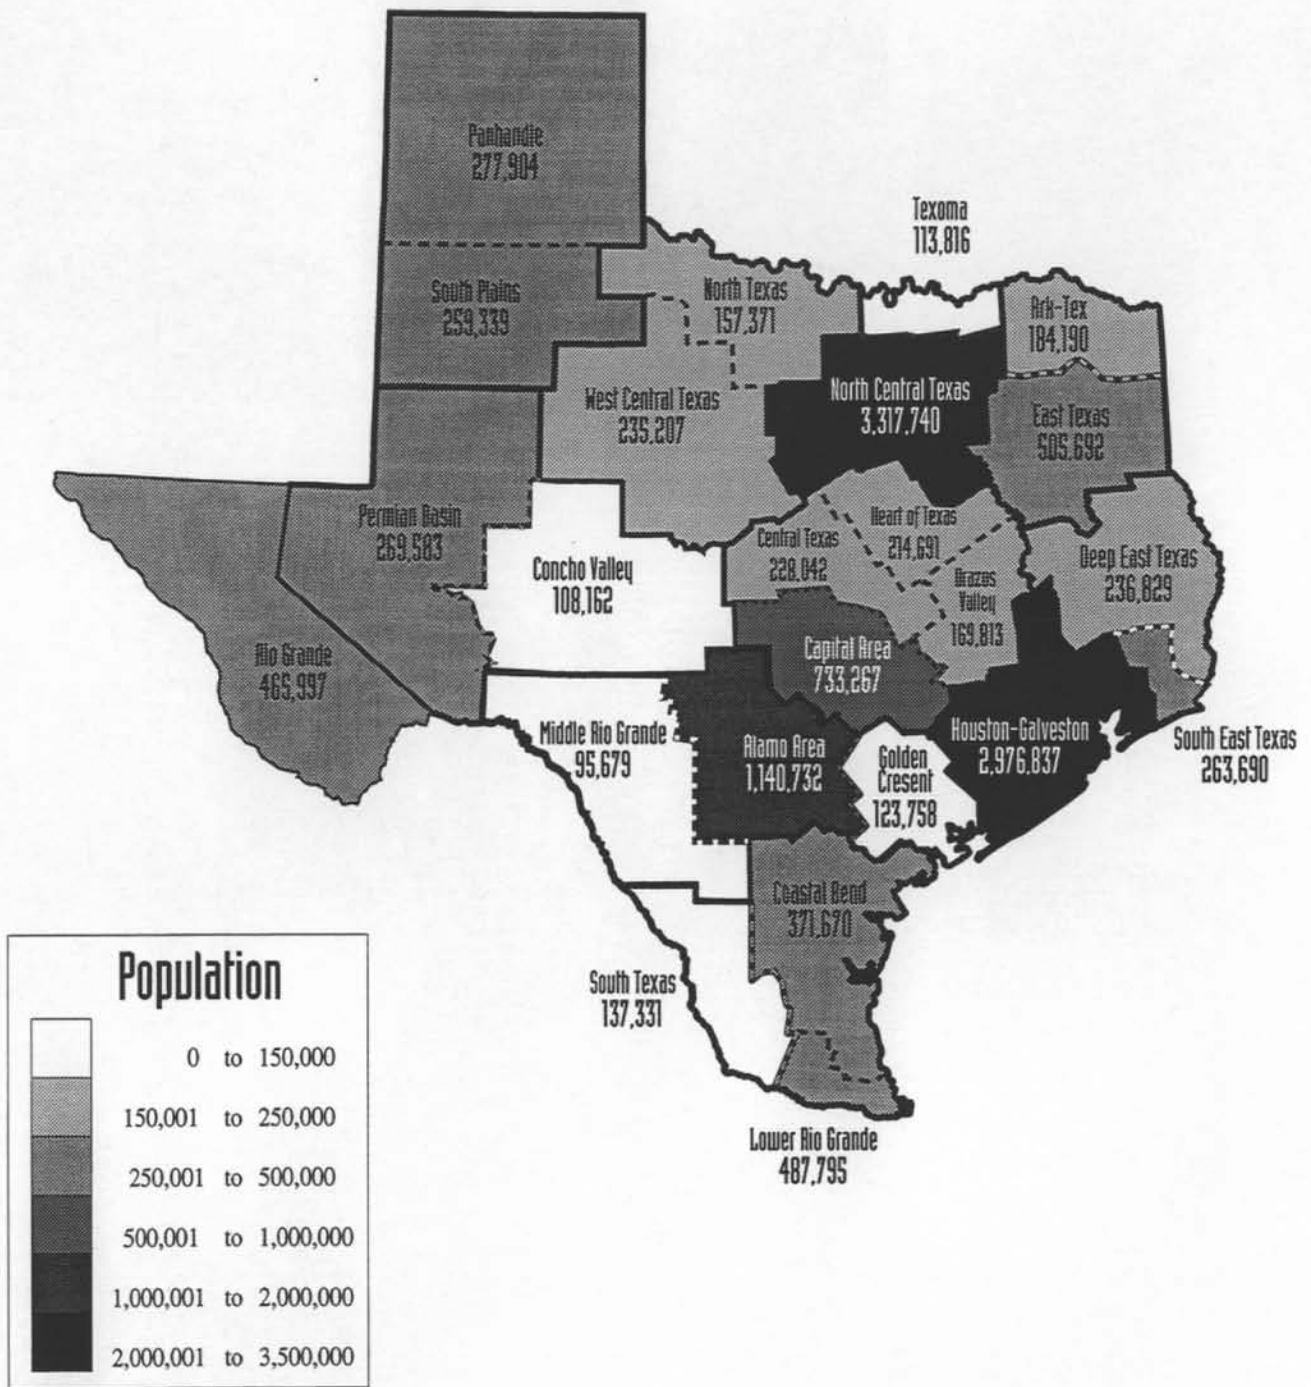 Panhandle
277,904
Texoma
113,816
South Plains
259,339
North Texas
157,371
Ark-Tex
184,190
North Central Texas
3,317,740
West Central Texas
235,207
East Texas
505,692
Permian Basin
269,583
Heart of Texas
214,691
Central Texas
228,042
Deep East Texas
236,829
Concho Valley
108,162
Brazos
Valley
169,813
Capital Area
733,267
Rio Grande
465,997
Middle Rio Grande
95,679
Alamo Area
1,140,732
Golden
Cresent
123,758
Houston-Galveston
2,976,837
South East Texas
263,690
Coastal Bend
371,670
South Texas
137,331
Lower Rio Grande
487,795
Population
0 to 150,000
150,001 to 250,000
250,001 to 500,000
500,001 to 1,000,000
1,000,001 to 2,000,000
2,000,001 to 3,500,000